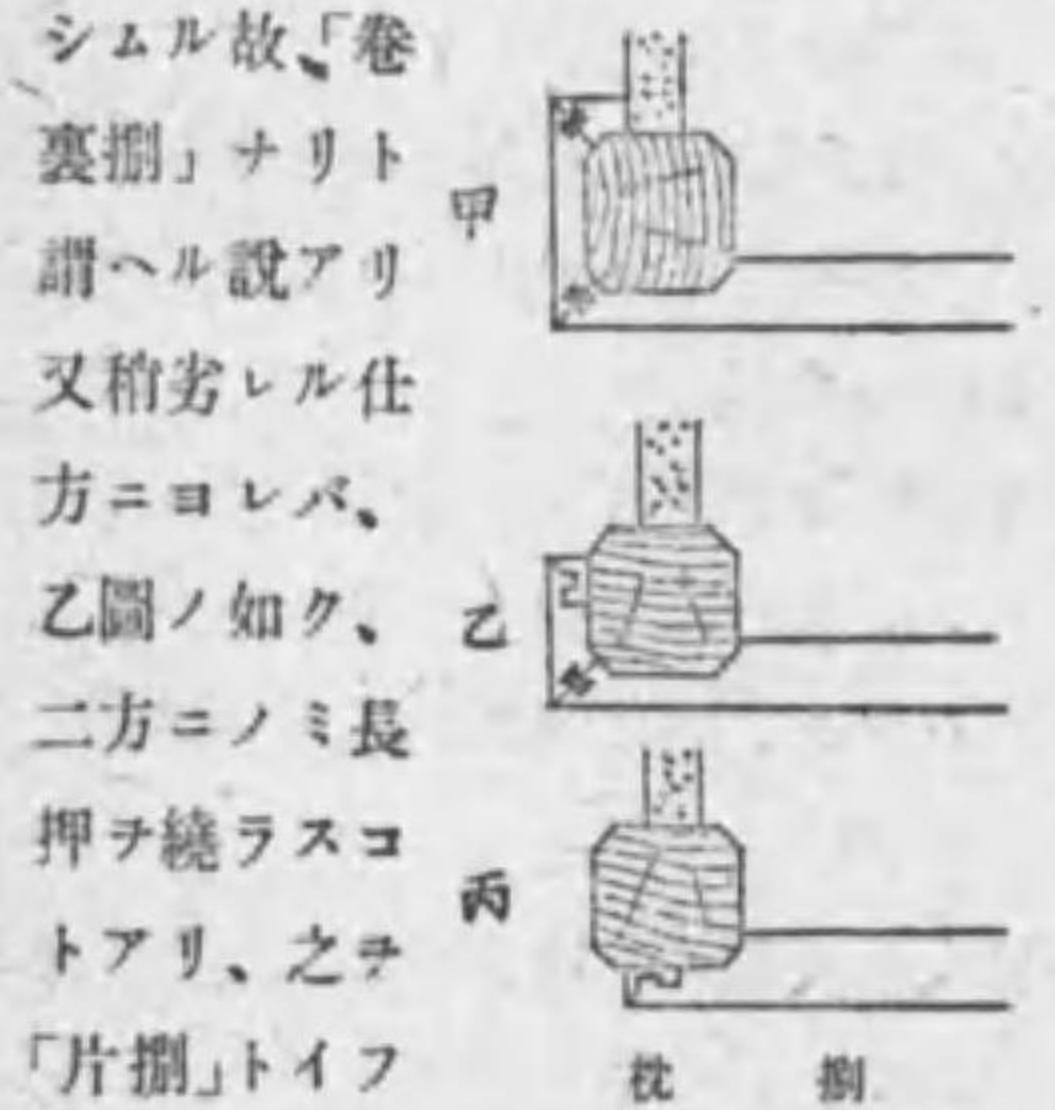 シムル故、「巻
裏捌」ナリト
謂ヘル說アリ
又稍劣レル仕
方ニヨレバ、
乙圖ノ如ク、
二方ニノミ長
押ヲ繞ラスコ
トアリ、之ヲ
「片捌」トイフ
甲
乙
丙
枕捌